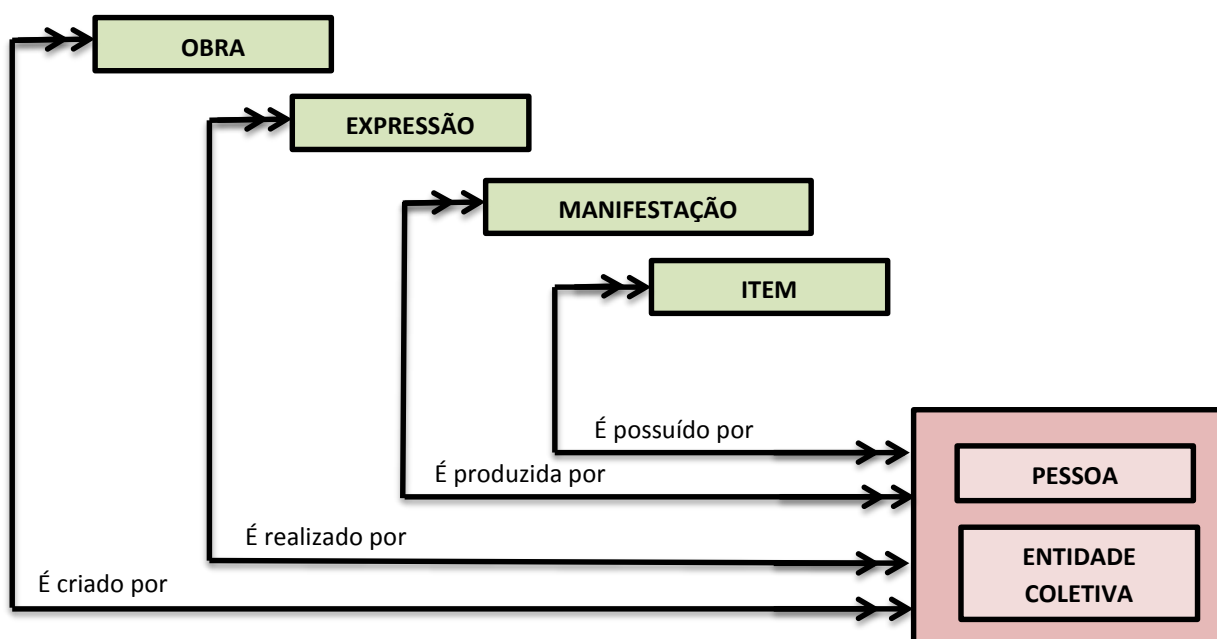 OBRA
EXPRESSÃO
MANIFESTAÇÃO
ITEM
É possuído por
É produzida por
É realizado por
É criado por
PESSOA
ENTIDADE
COLETIVA